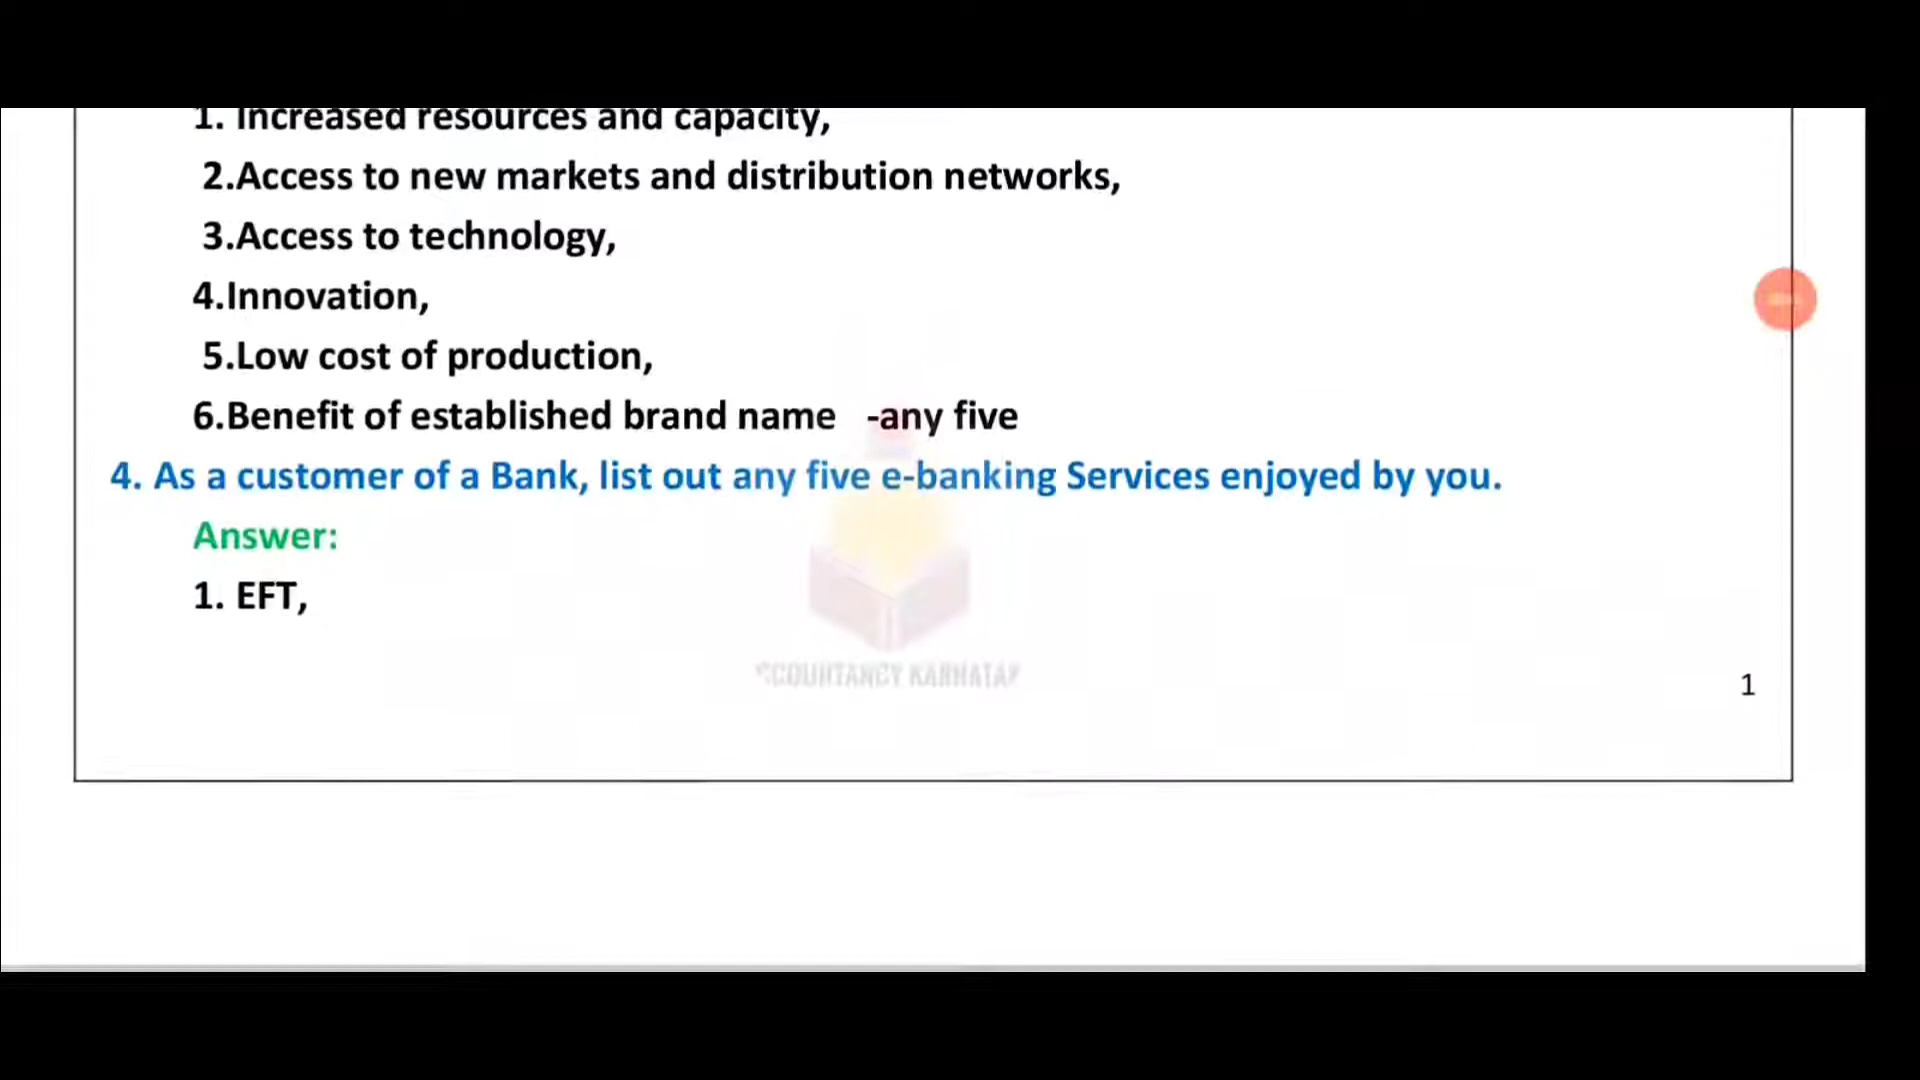 1. Increased resources and capacity,
2.Access to new markets and distribution networks,
3.Access to technology,
4.Innovation,
5.Low cost of production,
6.Benefit of established brand name -any five
4. As a customer of a Bank, list out any five e-banking Services enjoyed by you.
Answer:
1. EFT,
1